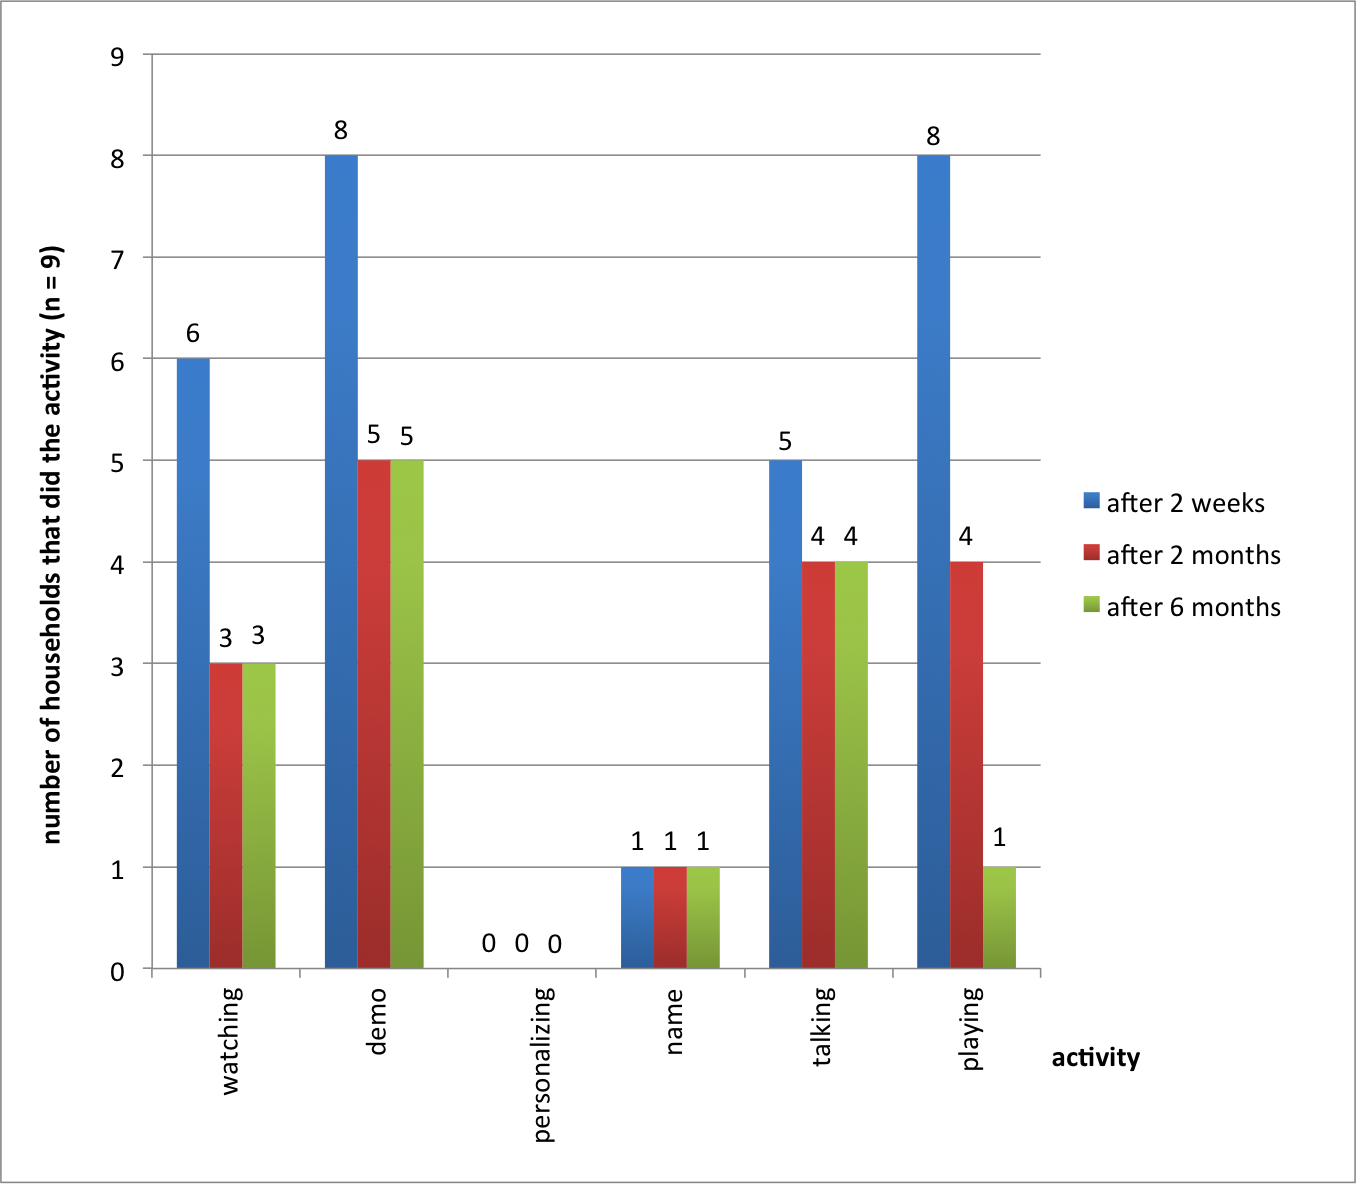 number of households that did the activity (n = 9)
9
8
7
6
5
4
3
2
1
0
6
3
3
8
5
5
0
0
0
1
1
1
5
4
4
8
4
1
watching
demo
personalizing
name
talking
playing
activity
after 2 weeks
after 2 months
after 6 months